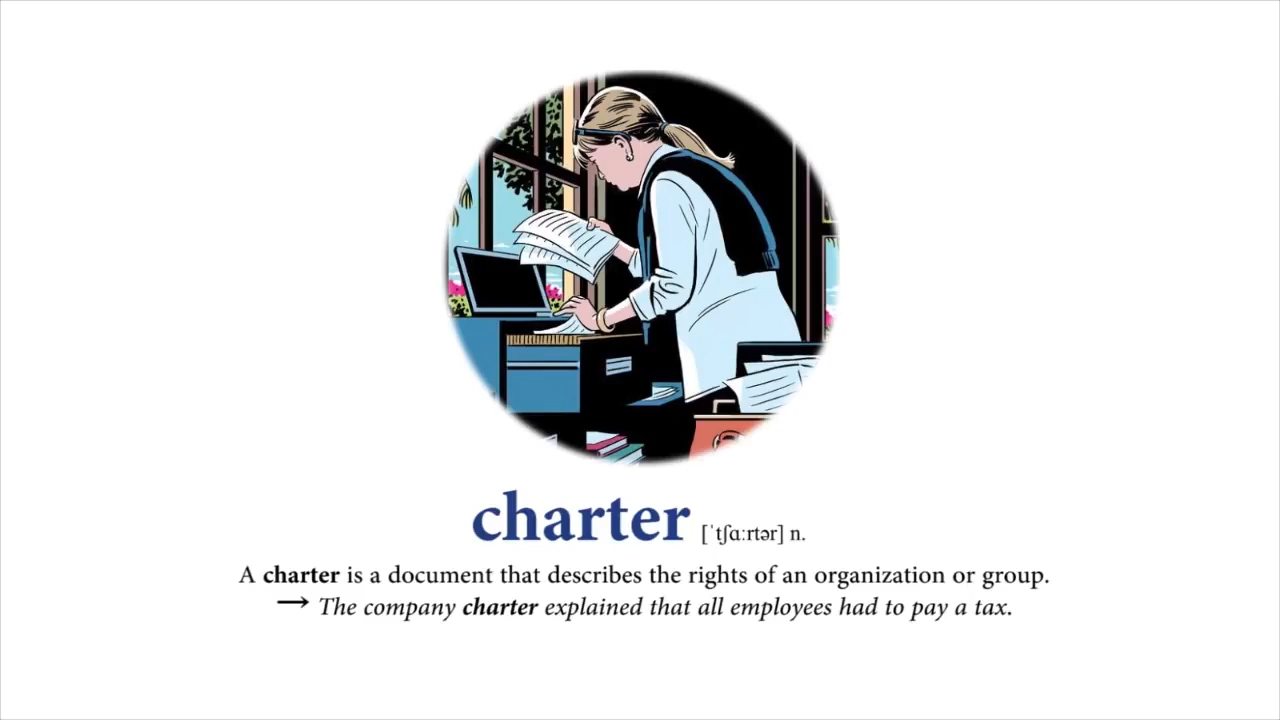 charter [ˈtʃɑːrtər] n.
A charter is a document that describes the rights of an organization or group.
→ The company charter explained that all employees had to pay a tax.